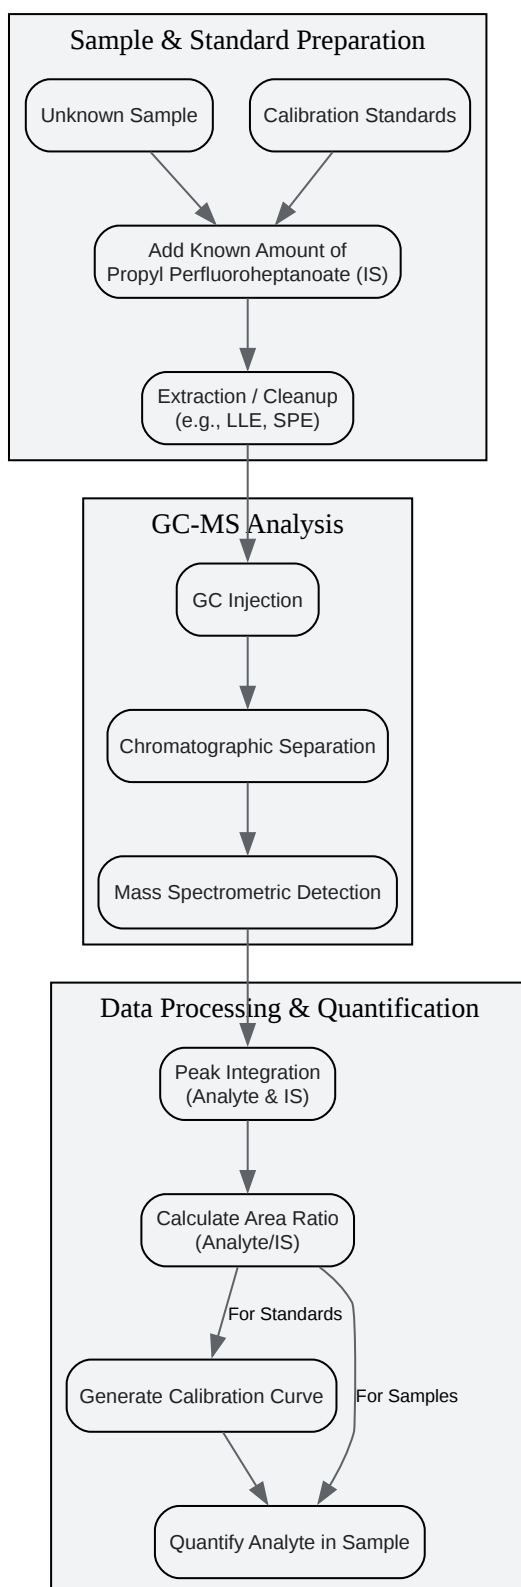 Sample & Standard Preparation
Unknown Sample
Calibration Standards
Add Known Amount of
Propyl Perfluoroheptanoate (IS)
Extraction / Cleanup
(e.g., LLE, SPE)
GC-MS Analysis
GC Injection
Chromatographic Separation
Mass Spectrometric Detection
Data Processing & Quantification
Peak Integration
(Analyte & IS)
Calculate Area Ratio
(Analyte/IS)
For Standards
Generate Calibration Curve
For Samples
Quantify Analyte in Sample